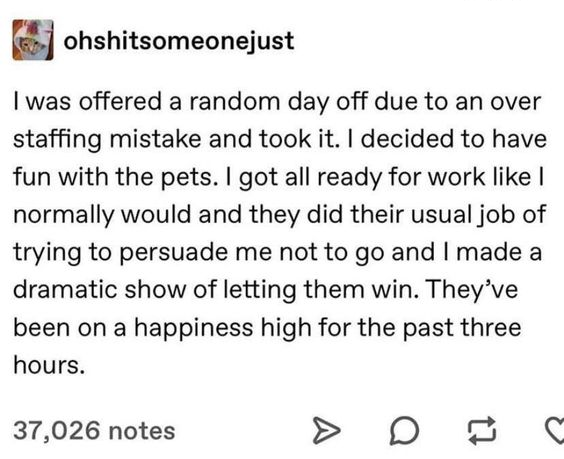 ohshitsomeonejust
I was offered a random day off due to an over
staffing mistake and took it. I decided to have
fun with the pets. I got all ready for work like I
normally would and they did their usual job of
trying to persuade me not to go and I made a
dramatic show of letting them win. They’ve
been on a happiness high for the past three
hours.
37,026 notes